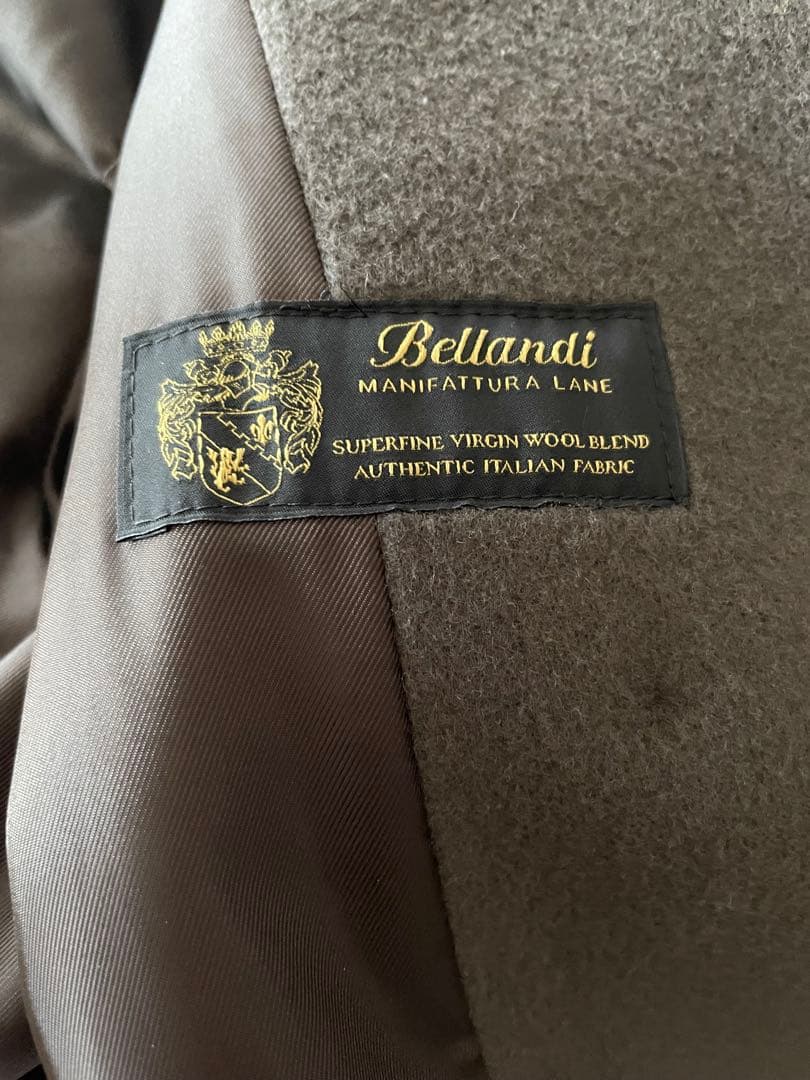 Bellandi
MANIFATTURA LANE
SUPERFINE VIRGIN WOOL BLEND
AUTHENTIC ITALIAN FABRIC